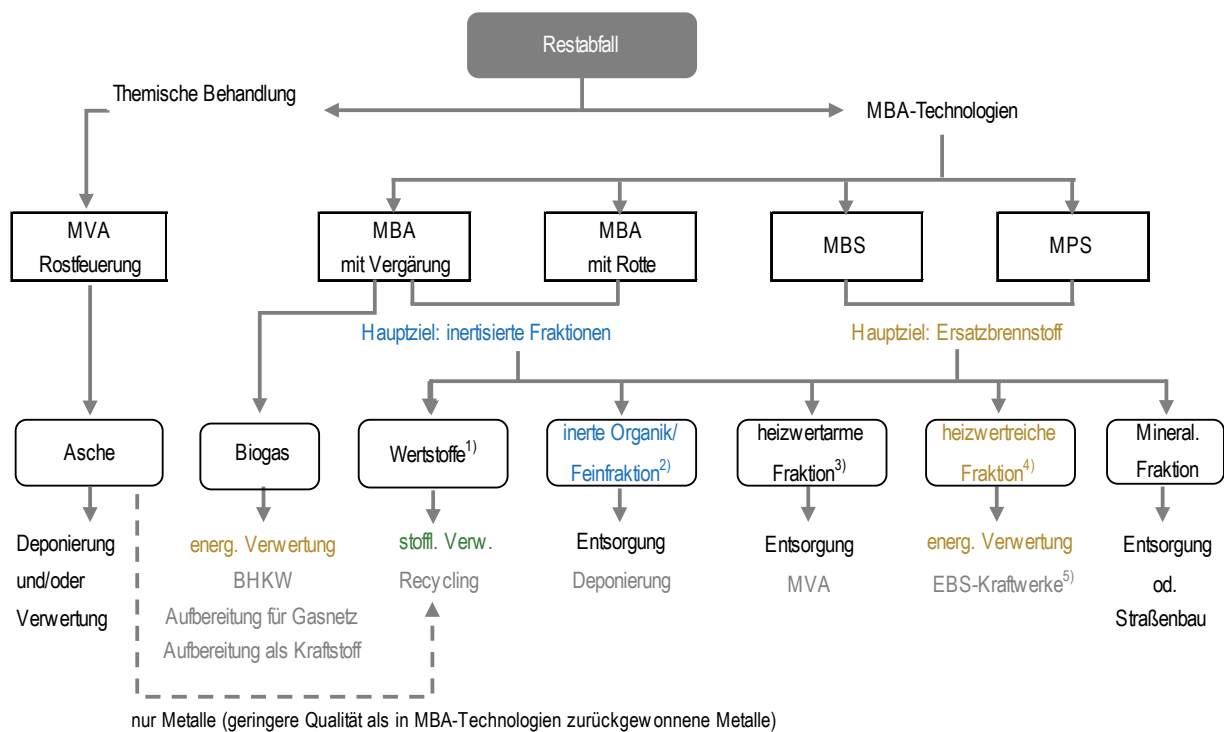 Restabfall
Themische Behandlung
MBA-Technologien
MVA
Rostfeuerung
MBA
mit Vergärung
MBA
mit Rotte
MBS
MPS
Hauptziel: inertisierte Fraktionen
Hauptziel: Ersatzbrennstoff
Asche
Biogas
Wertstoffe1)
inerte Organik/
Feinfraktion2)
heizwertarme
Fraktion3)
heizwertreiche
Fraktion4)
Mineral.
Fraktion
Deponierung
und/oder
Verwertung
energ. Verwertung
BHKW
Aufbereitung für Gasnetz
Aufbereitung als Kraftstoff
stoffl. Verw.
Recycling
Entsorgung
Deponierung
Entsorgung
MVA
energ. Verwertung
EBS-Kraftwerke5)
Entsorgung
od.
Straßenbau
nur Metalle (geringere Qualität als in MBA-Technologien zurückgewonnene Metalle)